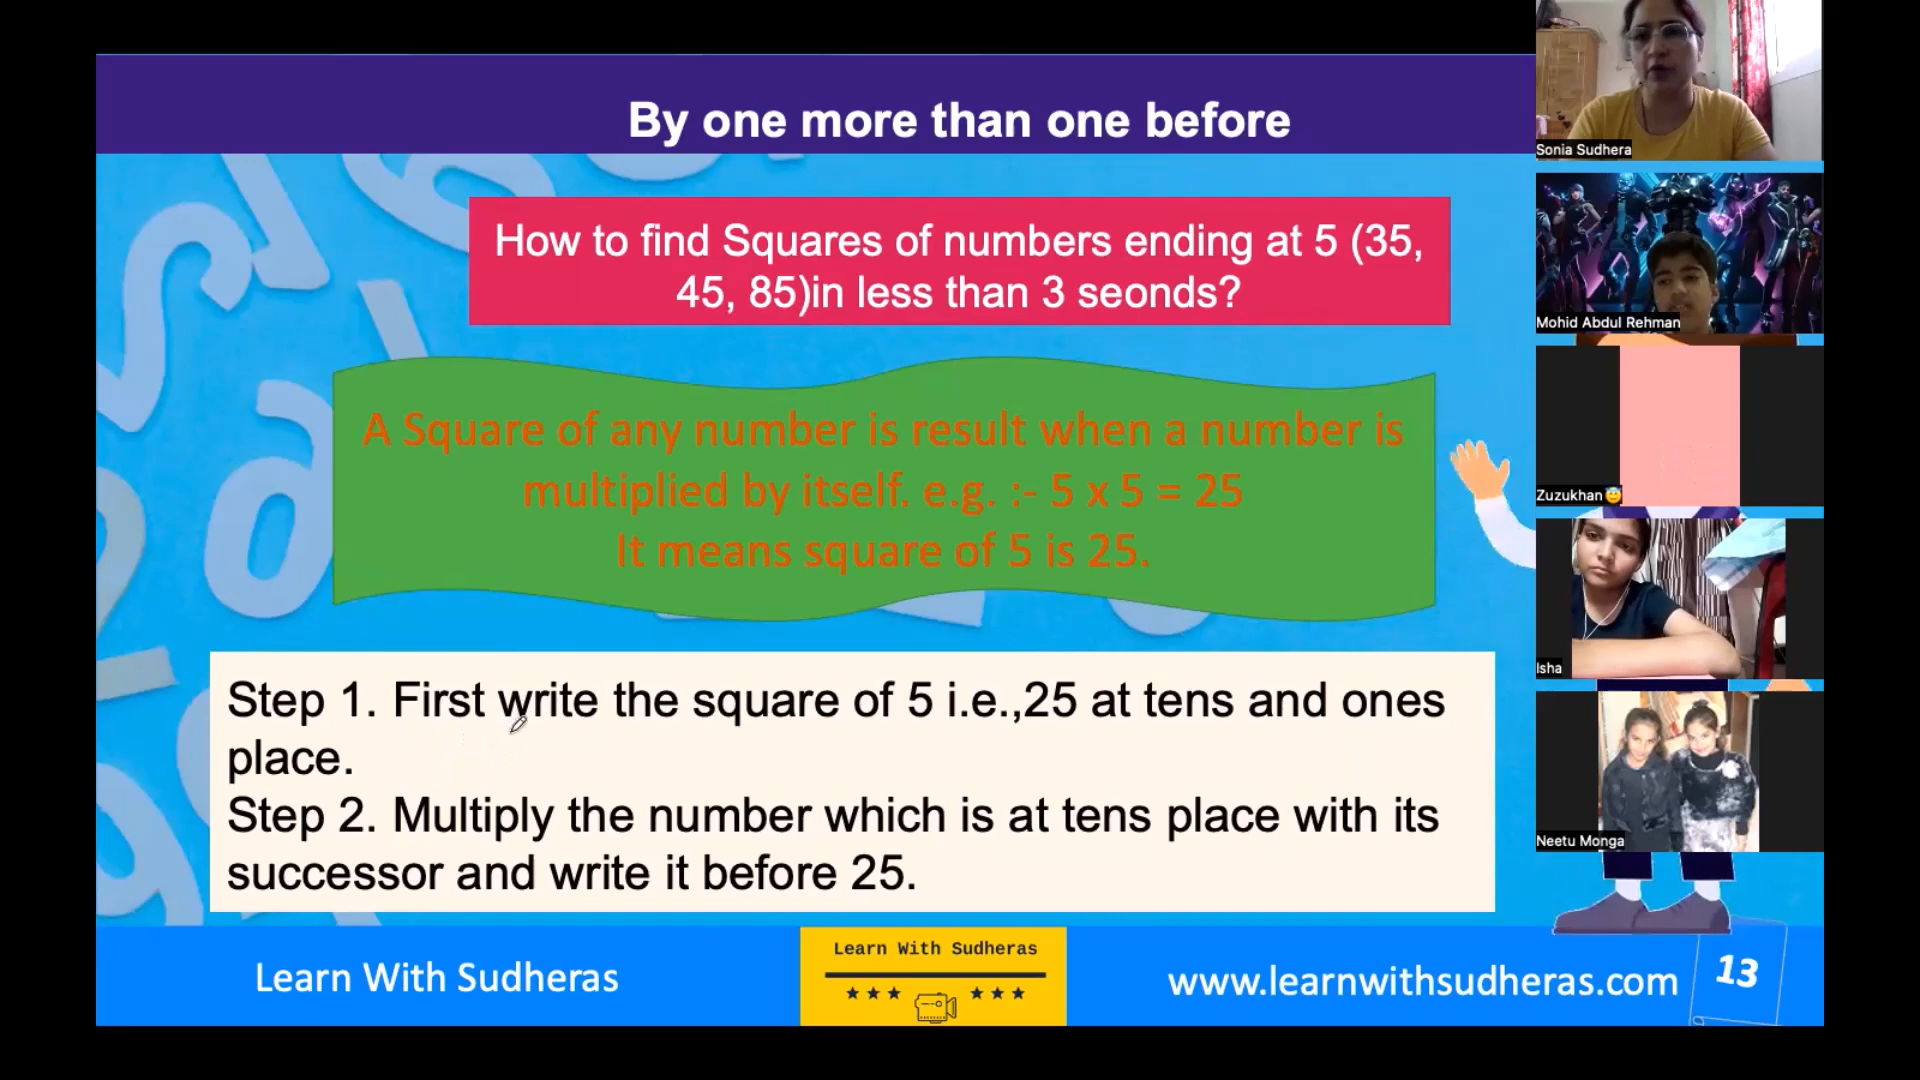 By one more than one before
How to find Squares of numbers ending at 5 (35,
45, 85)in less than 3 seonds?
A Square of any number is result when a number is
multiplied by itself. e.g. :- 5 x 5 = 25
It means square of 5 is 25.
Step 1. First write the square of 5 i.e.,25 at tens and ones
place.
Step 2. Multiply the number which is at tens place with its
successor and write it before 25.
Learn With Sudheras
Learn With Sudheras
www.learnwithsudheras.com
13
Sonia Sudhera
Mohid Abdul Rehman
Zuzukhan😇
Isha
Neetu Monga